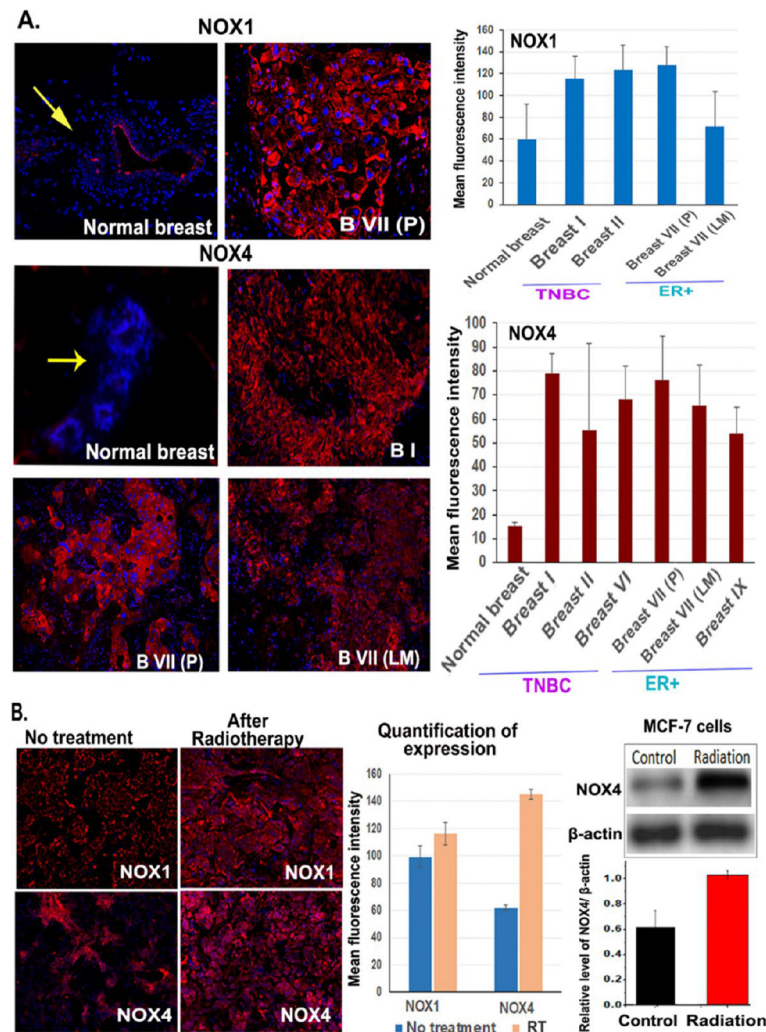 A.
NOX1
Normal breast
B VII (P)
NOX4
Normal breast
B I
B VII (P)
B VII (LM)
NOX1
Mean fluorescence intensity
160
140
120
100
80
60
40
20
0
Normal breast
Breast I
Breast II
Breast VII (P)
Breast VII (LM)
TNBC
ER+
NOX4
Mean fluorescence intensity
100
90
80
70
60
50
40
30
20
10
0
Normal breast
Breast I
Breast II
Breast VI
Breast VII (P)
Breast VII (LM)
Breast IX
TNBC
ER+
B.
No treatment
After
Radiotherapy
NOX1
NOX1
NOX4
NOX4
Quantification of
expression
Mean fluorescence intensity
160
140
120
100
80
60
40
20
0
NOX1
NOX4
No treatment
RT
MCF-7 cells
Control
Radiation
NOX4
β-actin
Relative level of NOX4/ β-actin
1.0
0.8
0.6
0.4
0.2
0
Control
Radiation